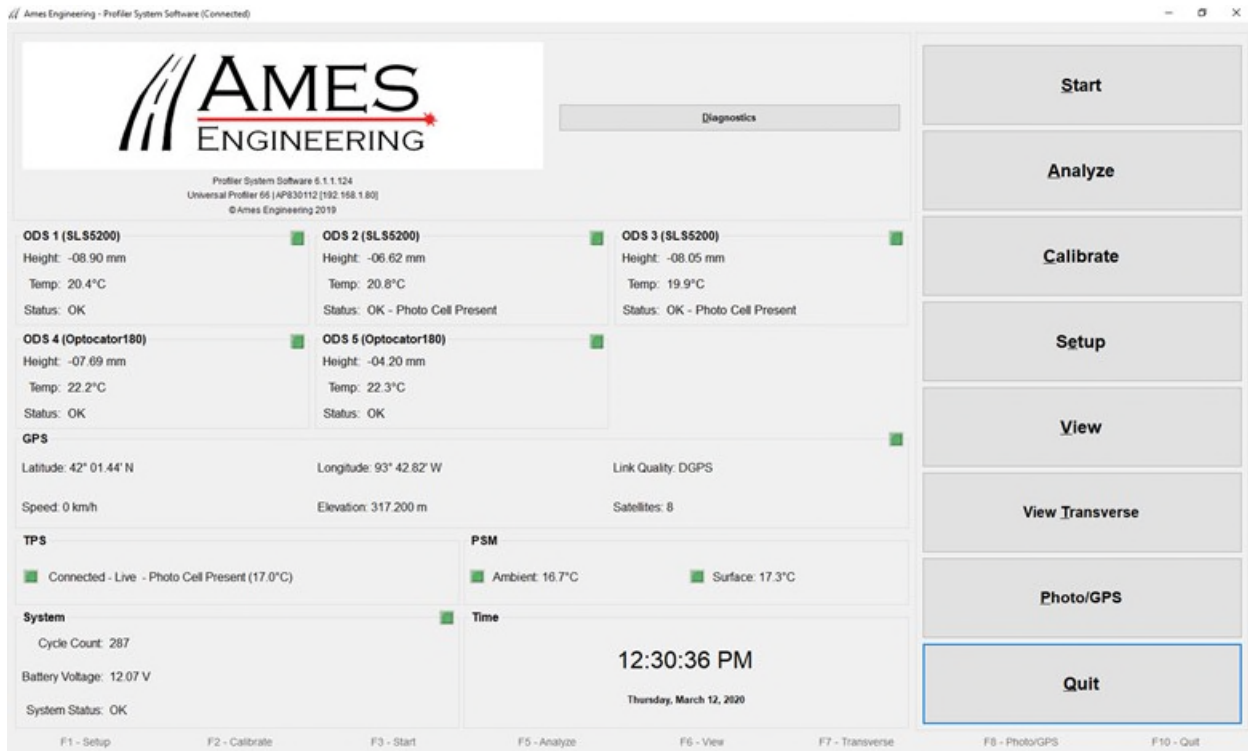 Ames Engineering - Profiler System Software (Connected)
AMES
ENGINEERING
Diagnostics
Profiler System Software 6.1.1.124
Universal Profiler 66 | AP830112 [192.168.1.80]
© Ames Engineering 2019
ODS 1 (SLS5200)
Height: -08.90 mm
Temp: 20.4°C
Status: OK
ODS 2 (SLS5200)
Height: -06.62 mm
Temp: 20.8°C
Status: OK - Photo Cell Present
ODS 3 (SLS5200)
Height: -08.05 mm
Temp: 19.9°C
Status: OK - Photo Cell Present
ODS 4 (Optocator180)
Height: -07.69 mm
Temp: 22.2°C
Status: OK
ODS 5 (Optocator180)
Height: -04.20 mm
Temp: 22.3°C
Status: OK
GPS
Latitude: 42° 01.44' N
Longitude: 93° 42.82' W
Link Quality: DGPS
Speed: 0 km/h
Elevation: 317.200 m
Satellites: 8
TPS
Connected - Live - Photo Cell Present (17.0°C)
PSM
Ambient: 16.7°C
Surface: 17.3°C
System
Cycle Count: 287
Battery Voltage: 12.07 V
System Status: OK
Time
12:30:36 PM
Thursday, March 12, 2020
Start
Analyze
Calibrate
Setup
View
View Transverse
Photo/GPS
Quit
F1 - Setup
F2 - Calibrate
F3 - Start
F5 - Analyze
F6 - View
F7 - Transverse
F8 - Photo/GPS
F10 - Quit